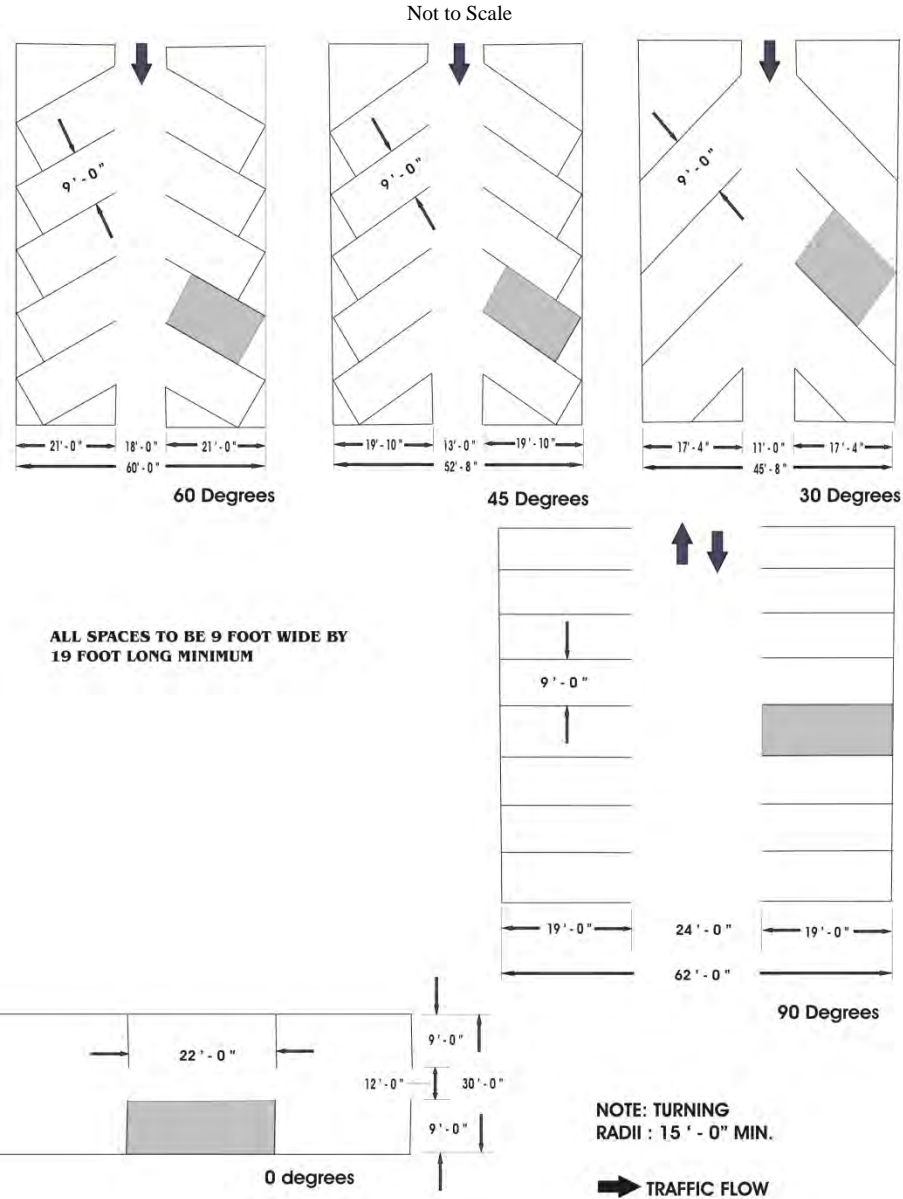 Not to Scale
9'-0"
9'-0"
9'-0"
21'-0" 18'-0" 21'-0"
60'-0"
60 Degrees
19'-10" 13'-0" 19'-10"
52'-8"
45 Degrees
17'-4" 11'-0" 17'-4"
45'-8"
30 Degrees
ALL SPACES TO BE 9 FOOT WIDE BY
19 FOOT LONG MINIMUM
9'-0"
19'-0" 24'-0" 19'-0"
62'-0"
90 Degrees
22'-0"
9'-0"
12'-0" 30'-0"
9'-0"
0 degrees
NOTE: TURNING
RADII : 15 ' - 0" MIN.
TRAFFIC FLOW